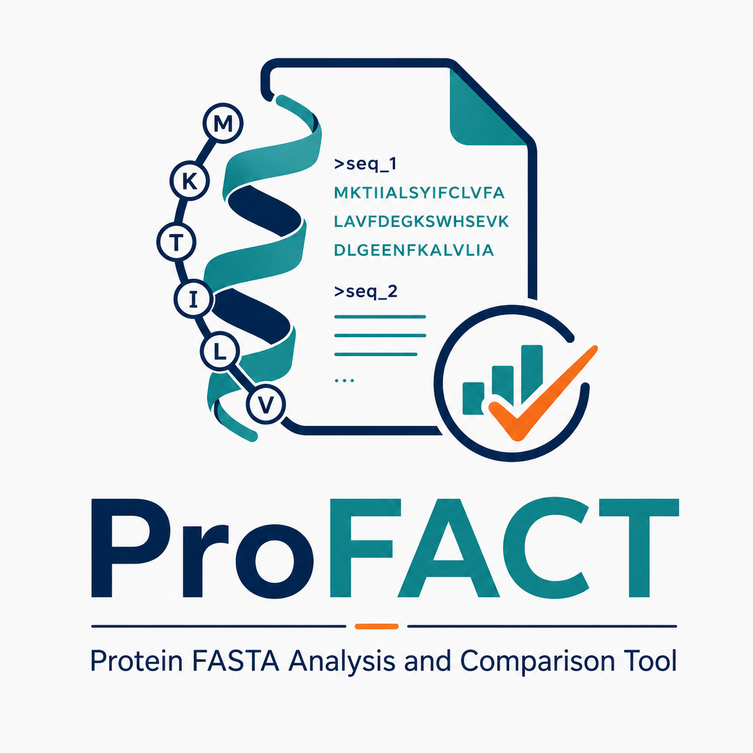 M
K
T
I
L
V
>seq_1
MKTIIALSYIFCLVFA
LAVFDEGKSWHSEVK
DLGEENFKALVLIA
>seq_2
...
ProFACT
Protein FASTA Analysis and Comparison Tool